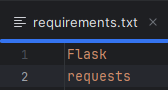 requirements.txt
1 Flask
2 requests